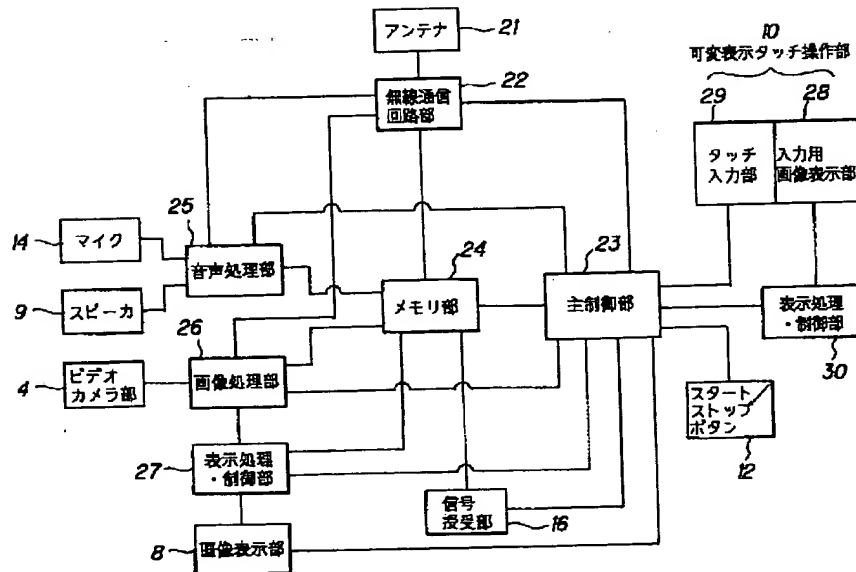 アンテナ
21
無線通信
回路部
22
10
可変表示タッチ操作部
29
28
タッチ
入力部
入力用
画像表示部
14
マイク
25
音声処理部
9
スピーカ
24
メモリ部
23
主制御部
表示処理
・制御部
30
4
ビデオ
カメラ部
26
画像処理部
スタート
ストップ
ボタン
12
27
表示処理
・制御部
信号
授受部
16
8
画像表示部